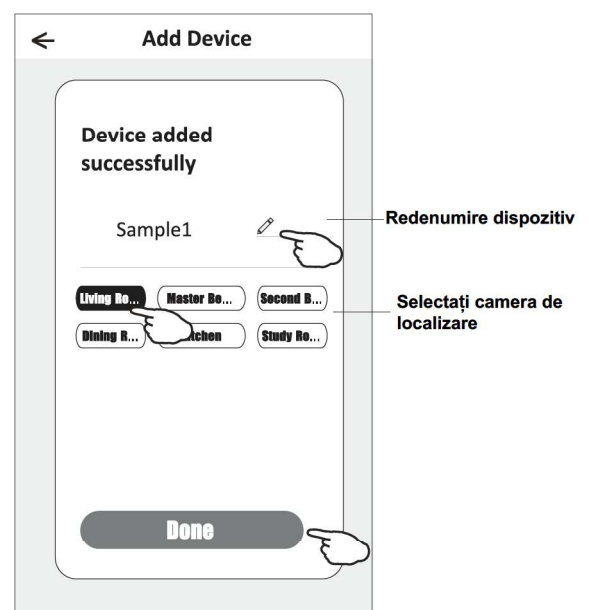 Add Device
Device added
successfully
Sample1
Redenumire dispozitiv
Living Ro... Master Be... Second B...
Selectați camera de
localizare
Dining R... tchen Study Ro...
Done